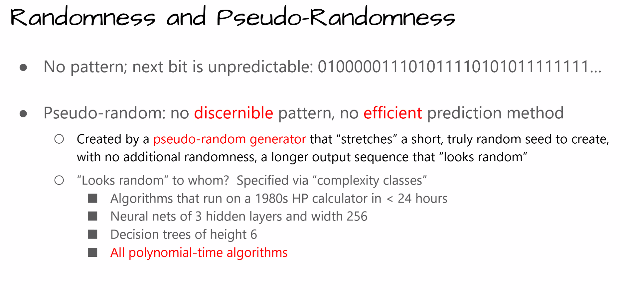 Randomness and Pseudo-Randomness
● No pattern; next bit is unpredictable: 0100000111010111110101011111111...
● Pseudo-random: no discernible pattern, no efficient prediction method
○ Created by a pseudo-random generator that “stretches” a short, truly random seed to create,
with no additional randomness, a longer output sequence that “looks random”
○ “Looks random” to whom? Specified via “complexity classes”
■ Algorithms that run on a 1980s HP calculator in < 24 hours
■ Neural nets of 3 hidden layers and width 256
■ Decision trees of height 6
■ All polynomial-time algorithms